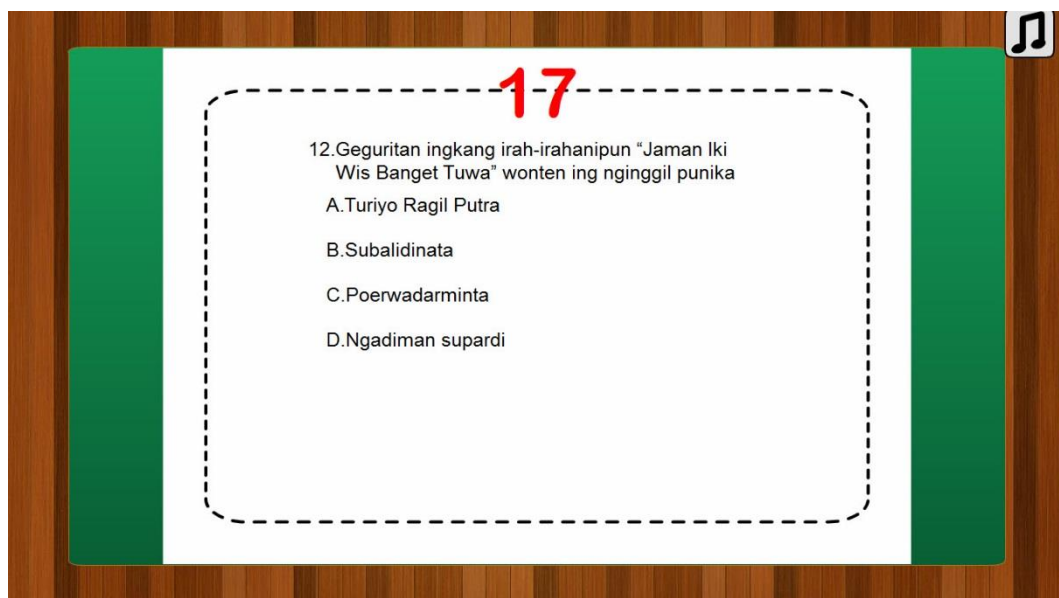 17
12.Geguritan ingkang irah-irahanipun “Jaman Iki
Wis Banget Tuwa” wonten ing nginggil punika
A.Turiyo Ragil Putra
B.Subalidinata
C.Poerwadarminta
D.Ngadiman supardi